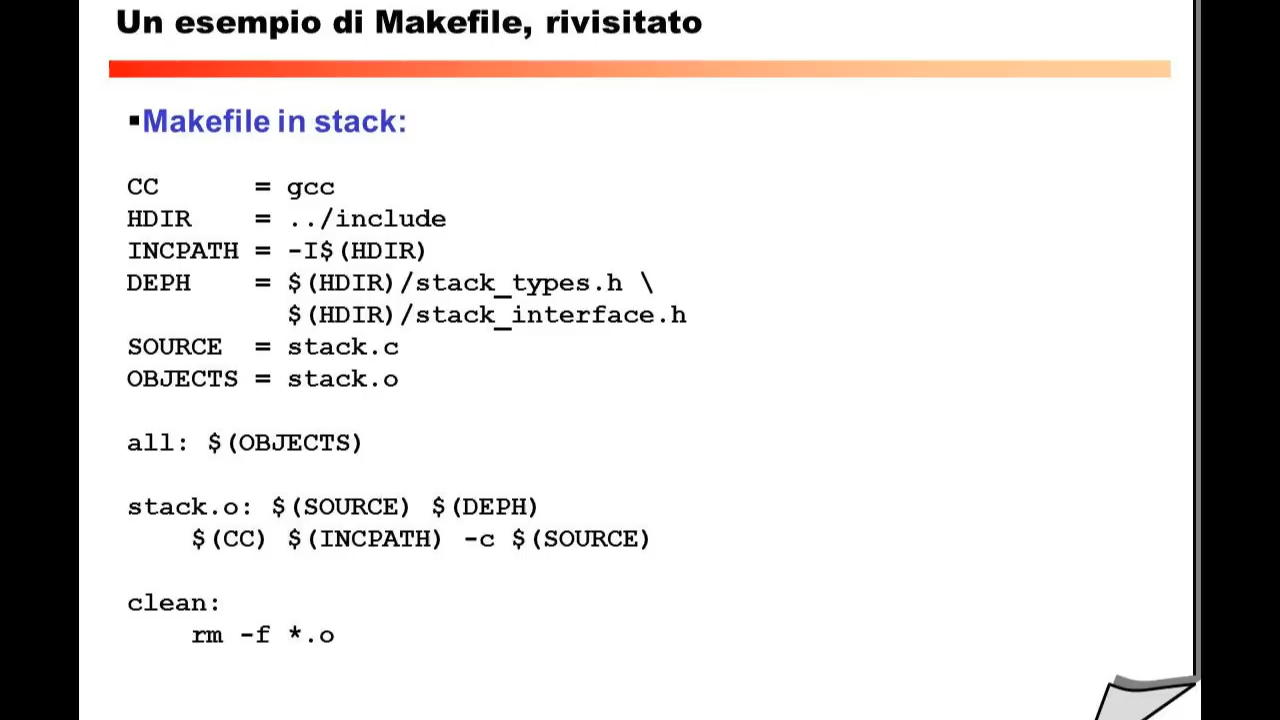 Un esempio di Makefile, rivisitato
▪Makefile in stack:
CC      = gcc
HDIR    = ../include
INCPATH = -I$(HDIR)
DEPH    = $(HDIR)/stack_types.h \
          $(HDIR)/stack_interface.h
SOURCE  = stack.c
OBJECTS = stack.o
all: $(OBJECTS)
stack.o: $(SOURCE) $(DEPH)
    $(CC) $(INCPATH) -c $(SOURCE)
clean:
    rm -f *.o